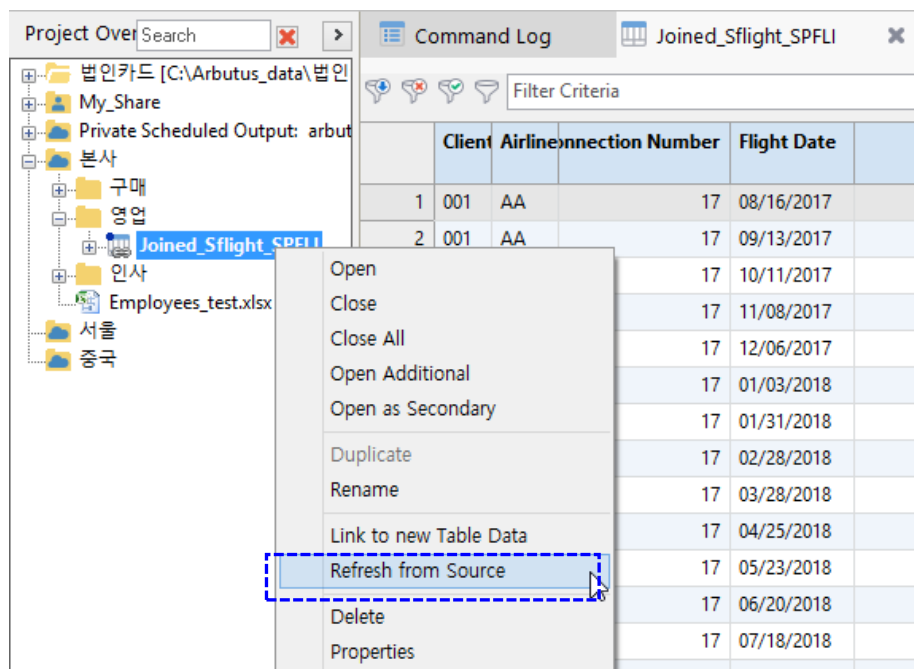 Project Over Search
법인카드 [C:\Arbutus_data\법인
My_Share
Private Scheduled Output: arbut
본사
구매
영업
Joined_Sflight_SPFLI
인사
Employees_test.xlsx
서울
중국
Command Log
Joined_Sflight_SPFLI
Filter Criteria
Client Airline onnection Number Flight Date
1 001 AA 17 08/16/2017
2 001 AA 17 09/13/2017
17 10/11/2017
17 11/08/2017
17 12/06/2017
17 01/03/2018
17 01/31/2018
17 02/28/2018
17 03/28/2018
17 04/25/2018
17 05/23/2018
17 06/20/2018
17 07/18/2018
Open
Close
Close All
Open Additional
Open as Secondary
Duplicate
Rename
Link to new Table Data
Refresh from Source
Delete
Properties